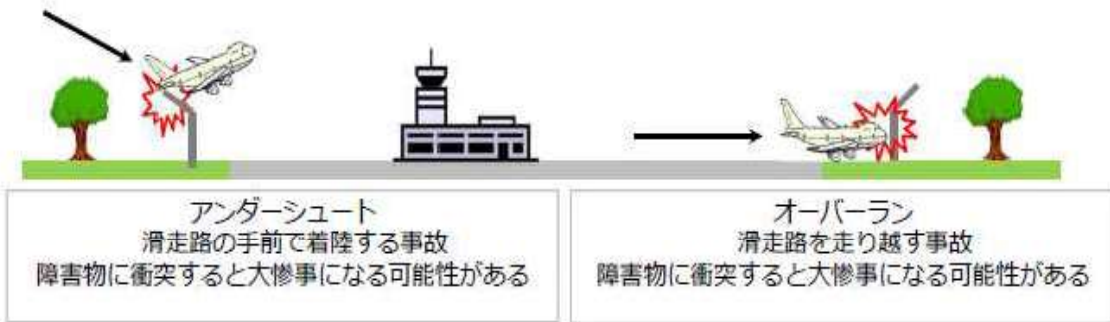 アンダーシュート
滑走路の手前で着陸する事故
障害物に衝突すると大惨事になる可能性がある
オーバーラン
滑走路を走り越す事故
障害物に衝突すると大惨事になる可能性がある